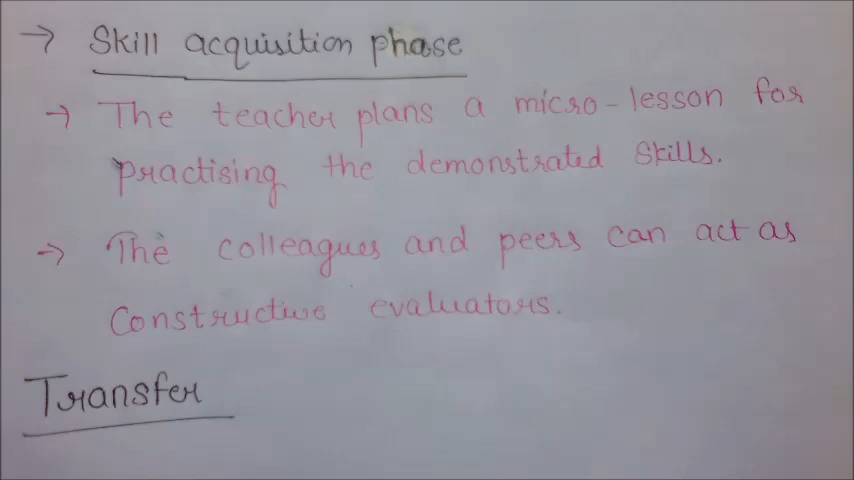 → Skill acquisition phase
→ The teacher plans a micro-lesson for
practising the demonstrated skills.
→ The colleagues and peers can act as
Constructive evaluators.
Transfer